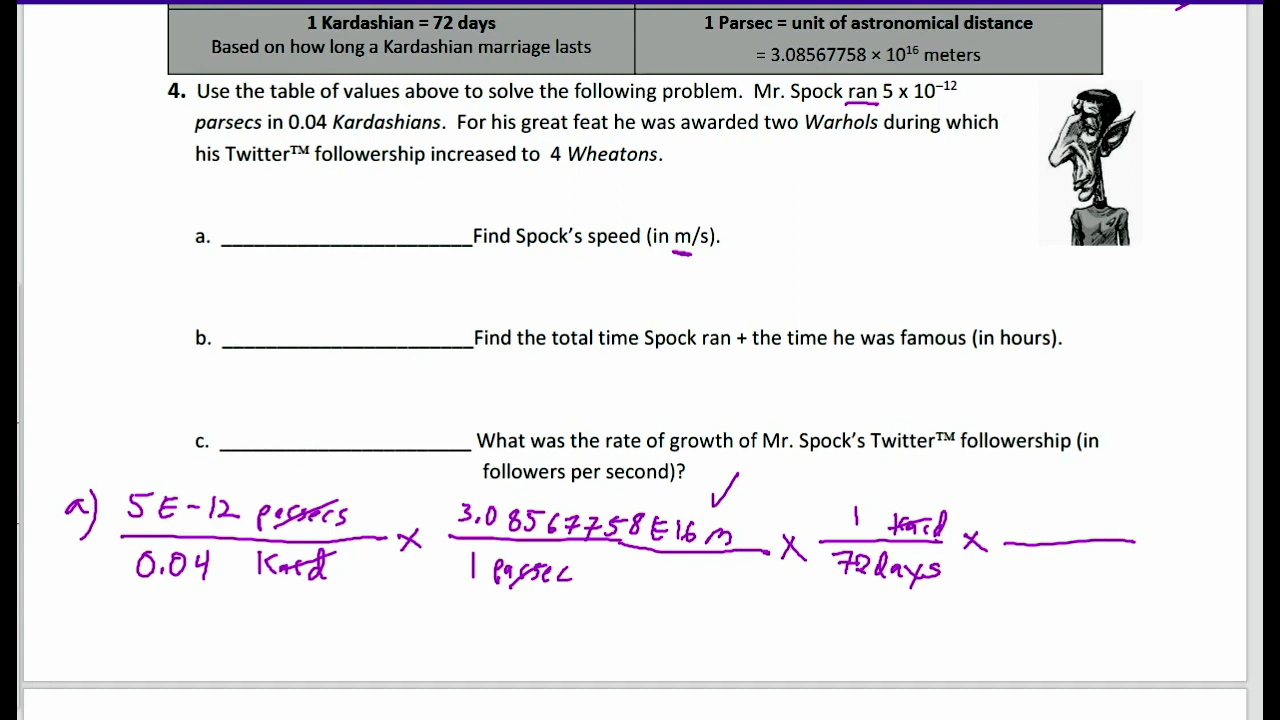 1 Kardashian = 72 days
Based on how long a Kardashian marriage lasts
1 Parsec = unit of astronomical distance
= 3.08567758 × 10¹⁶ meters
4. Use the table of values above to solve the following problem. Mr. Spock ran 5 x 10⁻¹²
parsecs in 0.04 Kardashians. For his great feat he was awarded two Warhols during which
his Twitter™ followership increased to 4 Wheatons.
a. ______________________Find Spock's speed (in m/s).
b. ______________________Find the total time Spock ran + the time he was famous (in hours).
c. ______________________ What was the rate of growth of Mr. Spock's Twitter™ followership (in
followers per second)?
a) 5E-12 parsecs × 3.08567758E16 m × 1 Kard ×
0.04 Kard 1 parsec 72 days